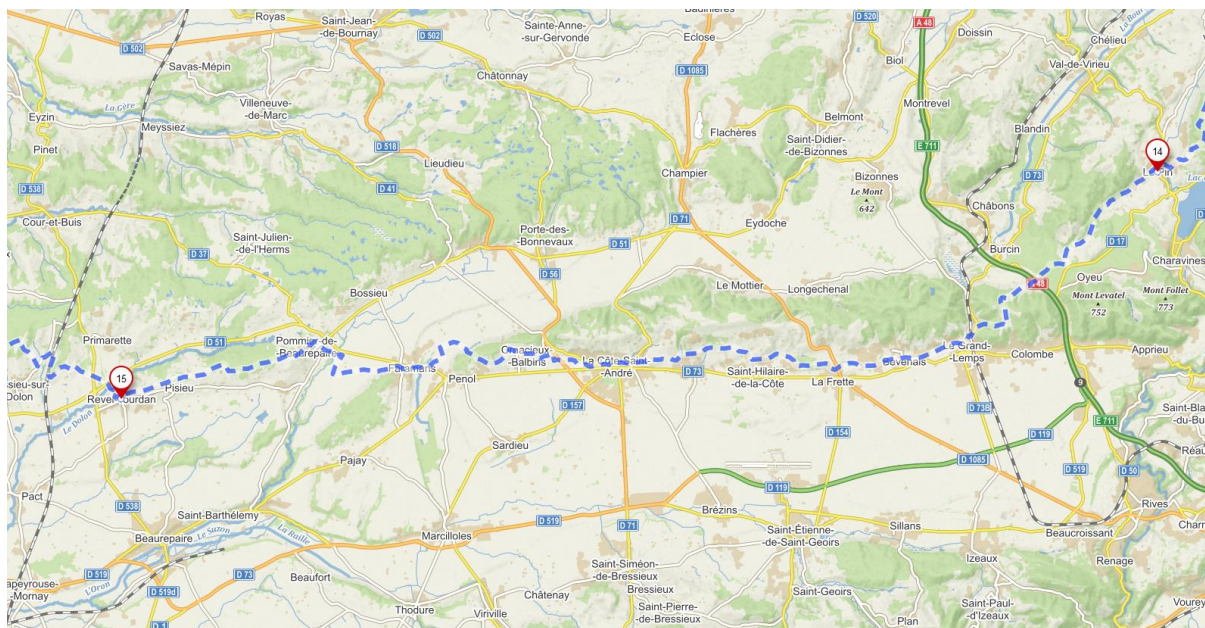 Royas
Saint-Jean-
-de-Bournay
D 502
Sainte-Anne-
-sur-Gervonde
D 502
Eclose
D 520
A 48
Doissin
Chélieu
Savas-Mépin
Châtonnay
D 1085
Biol
Val-de-Virieu
La Gère
Villeneuve-
-de-Marc
Montrevel
Eyzin
Meyssiez
Belmont
Pinet
D 518
Flachères
Saint-Didier-
-de-Bizonnes
E 711
Blandin
14
Lieudieu
Champier
Bizonnes
D 73
D 538
D 41
Le Mont
642
Châbons
Cour-et-Buis
Saint-Julien-
-de-l'Herms
Porte-des-
-Bonnevaux
D 71
Eydoche
D 51
D 17
D 37
D 56
Burcin
Charavines
Oyeu
Bossieu
Le Mottier
Longechenal
A 48
Mont Levatel
752
Mont Follet
773
Primarette
D 51
Pommier-de-
-Beaurepaire
Ornacieux-
-Balbins
La Côte-Saint-
-André
Le Grand-
-Lemps
Colombe
Apprieu
Faramans
Bévenais
15
Pisieu
Penol
D 73
Saint-Hilaire-
-de-la-Côte
La Frette
9
Revel-Tourdan
Le Dolon
D 157
D 73B
D 154
D 119
E 711
Sardieu
Pajay
D 1085
D 519
D 50
Pact
D 119
D 538
Saint-Barthélemy
Brézins
Rives
Le Suzon
La Raille
D 519
D 71
Saint-Étienne-
-de-Saint-Geoirs
Sillans
Beaurepaire
Marcilloles
Beaucroissant
D 519
D 73
Izeaux
Renage
Saint-Siméon-
-de-Bressieux
L'Oron
D 519d
Beaufort
Châtenay
Bressieux
Saint-Geoirs
Saint-Paul-
-d'Izeaux
Thodure
Viriville
Saint-Pierre-
-de-Bressieux
Plan
D 1